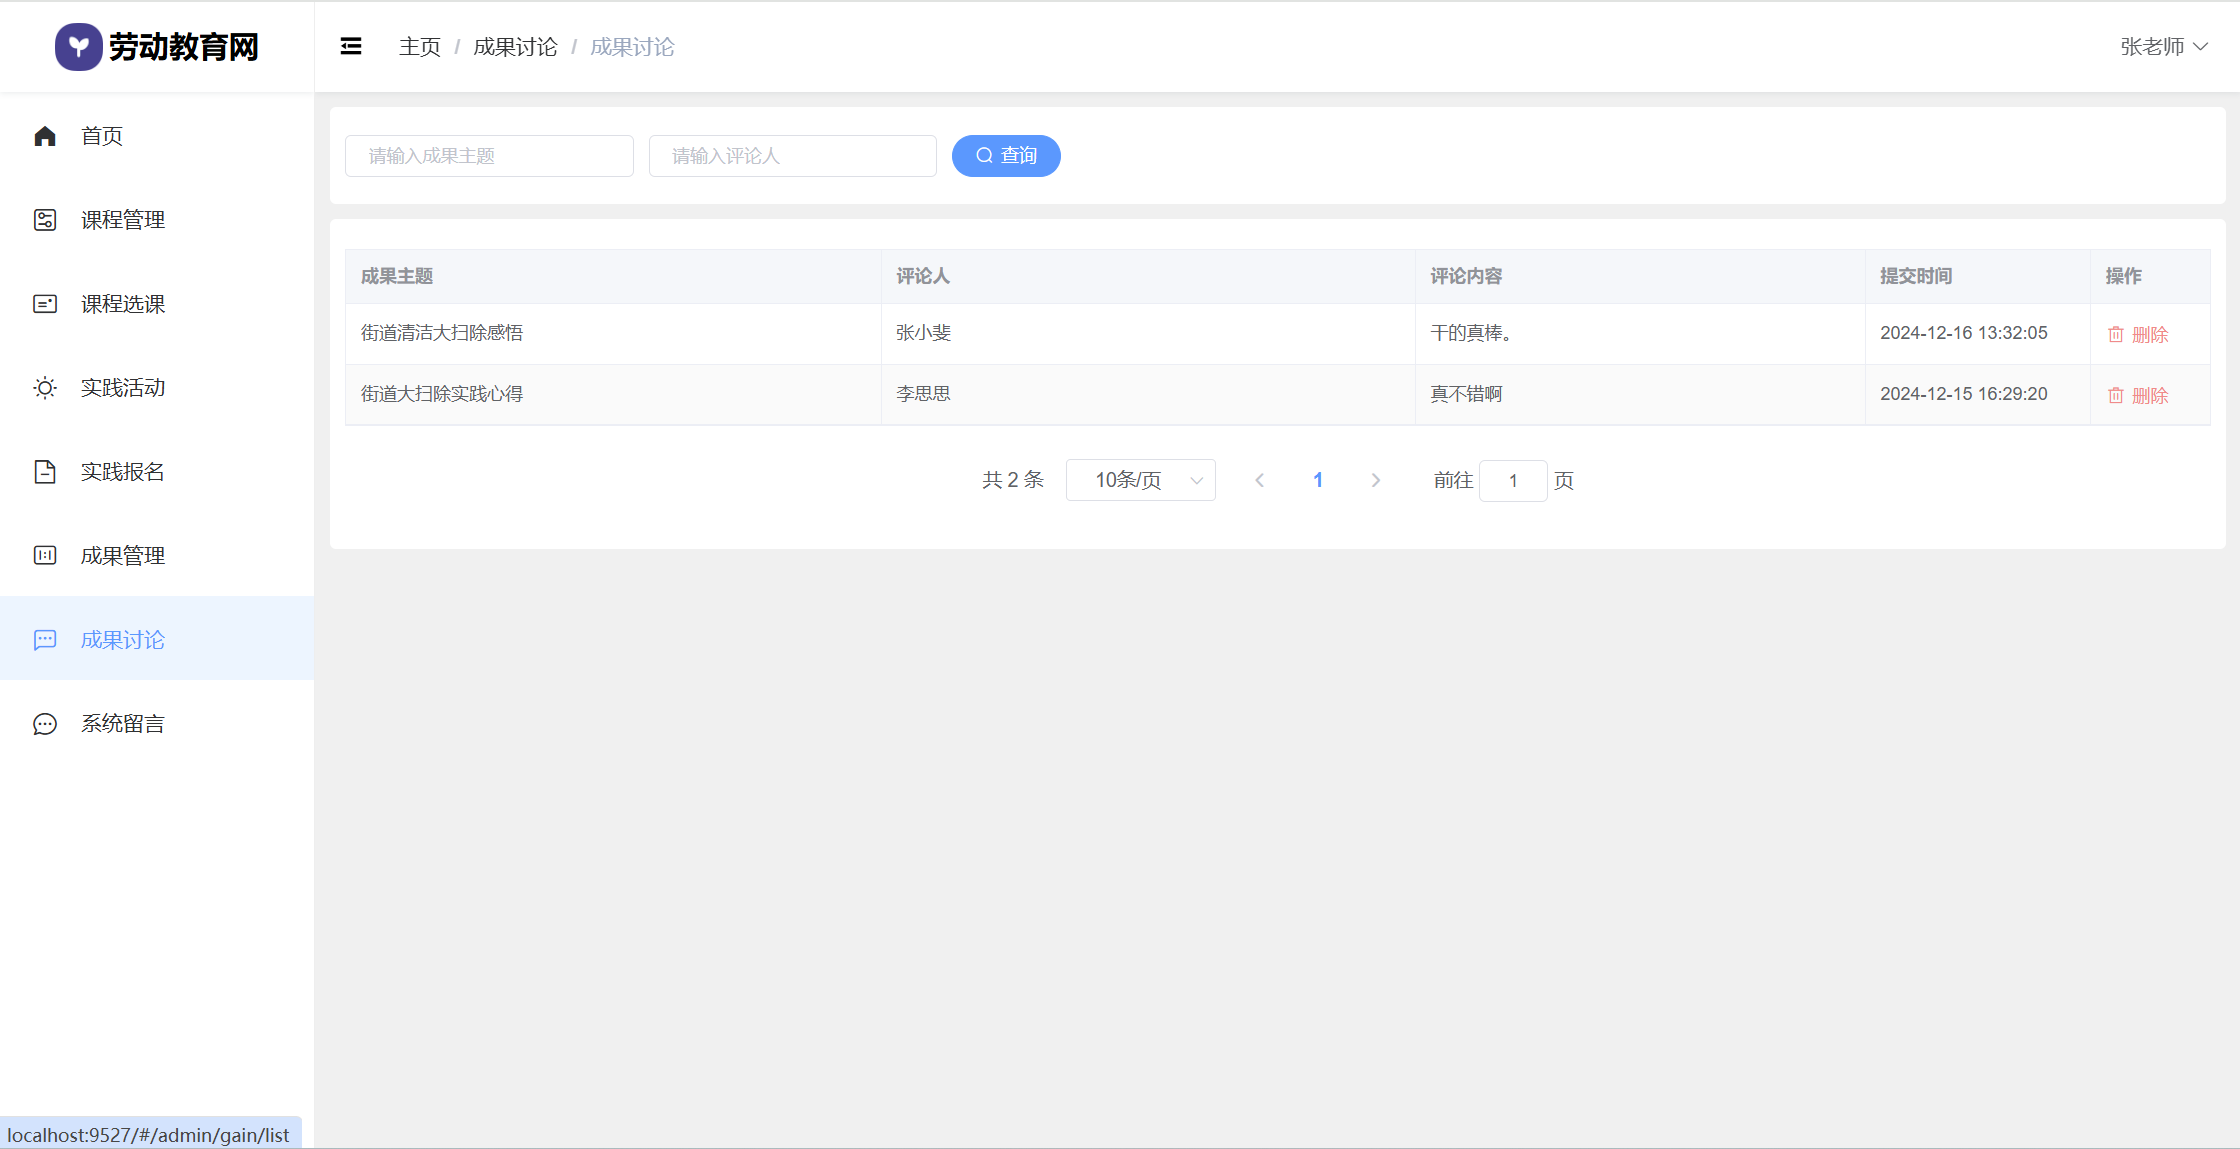 劳动教育网
主页 / 成果讨论 / 成果讨论
张老师
首页
课程管理
课程选课
实践活动
实践报名
成果管理
成果讨论
系统留言
请输入成果主题
请输入评论人
查询
成果主题 评论人 评论内容 提交时间 操作
街道清洁大扫除感悟 张小斐 干的真棒。 2024-12-16 13:32:05 删除
街道大扫除实践心得 李思思 真不错啊 2024-12-15 16:29:20 删除
共 2 条 10条/页 1 前往 1 页
localhost:9527/#/admin/gain/list